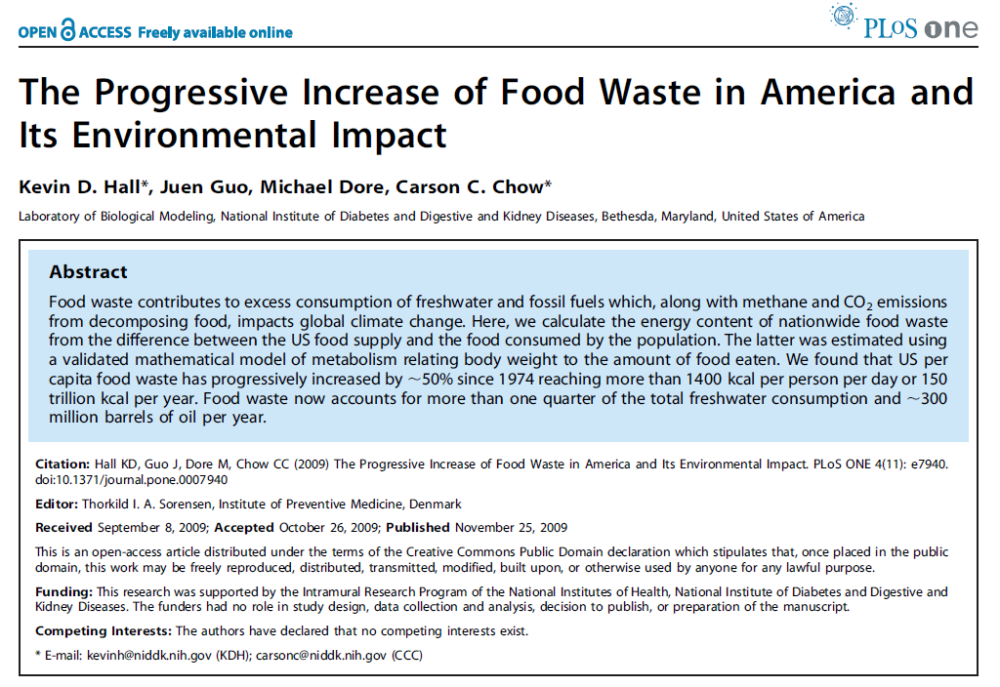 OPEN ACCESS Freely available online
PLoS one
The Progressive Increase of Food Waste in America and
Its Environmental Impact
Kevin D. Hall*, Juen Guo, Michael Dore, Carson C. Chow*
Laboratory of Biological Modeling, National Institute of Diabetes and Digestive and Kidney Diseases, Bethesda, Maryland, United States of America
Abstract
Food waste contributes to excess consumption of freshwater and fossil fuels which, along with methane and CO₂ emissions
from decomposing food, impacts global climate change. Here, we calculate the energy content of nationwide food waste
from the difference between the US food supply and the food consumed by the population. The latter was estimated using
a validated mathematical model of metabolism relating body weight to the amount of food eaten. We found that US per
capita food waste has progressively increased by ~50% since 1974 reaching more than 1400 kcal per person per day or 150
trillion kcal per year. Food waste now accounts for more than one quarter of the total freshwater consumption and ~300
million barrels of oil per year.
Citation: Hall KD, Guo J, Dore M, Chow CC (2009) The Progressive Increase of Food Waste in America and Its Environmental Impact. PLoS ONE 4(11): e7940.
doi:10.1371/journal.pone.0007940
Editor: Thorkild I. A. Sorensen, Institute of Preventive Medicine, Denmark
Received September 8, 2009; Accepted October 26, 2009; Published November 25, 2009
This is an open-access article distributed under the terms of the Creative Commons Public Domain declaration which stipulates that, once placed in the public
domain, this work may be freely reproduced, distributed, transmitted, modified, built upon, or otherwise used by anyone for any lawful purpose.
Funding: This research was supported by the Intramural Research Program of the National Institutes of Health, National Institute of Diabetes and Digestive and
Kidney Diseases. The funders had no role in study design, data collection and analysis, decision to publish, or preparation of the manuscript.
Competing Interests: The authors have declared that no competing interests exist.
* E-mail: kevinh@niddk.nih.gov (KDH); carsonc@niddk.nih.gov (CCC)